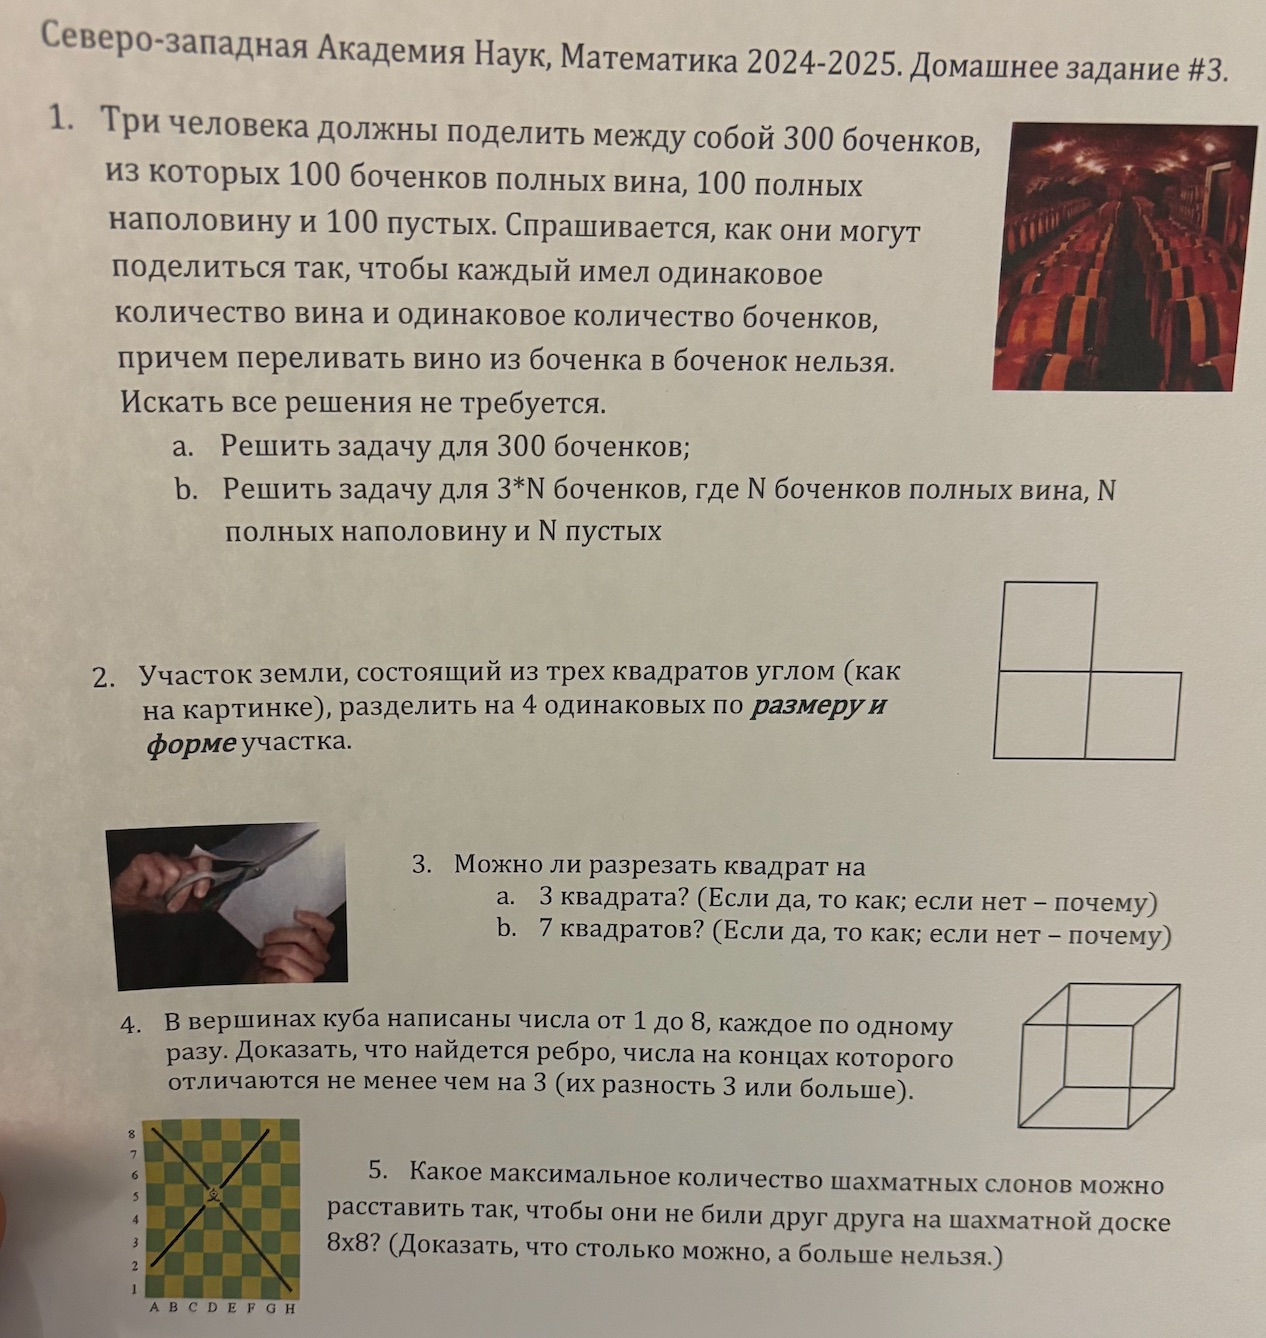 Северо-западная Академия Наук, Математика 2024-2025. Домашнее задание #3.
1. Три человека должны поделить между собой 300 боченков,
из которых 100 боченков полных вина, 100 полных
наполовину и 100 пустых. Спрашивается, как они могут
поделиться так, чтобы каждый имел одинаковое
количество вина и одинаковое количество боченков,
причем переливать вино из боченка в боченок нельзя.
Искать все решения не требуется.
a. Решить задачу для 300 боченков;
b. Решить задачу для 3*N боченков, где N боченков полных вина, N
полных наполовину и N пустых
2. Участок земли, состоящий из трех квадратов углом (как
на картинке), разделить на 4 одинаковых по размеру и
форме участка.
3. Можно ли разрезать квадрат на
a. 3 квадрата? (Если да, то как; если нет – почему)
b. 7 квадратов? (Если да, то как; если нет – почему)
4. В вершинах куба написаны числа от 1 до 8, каждое по одному
разу. Доказать, что найдется ребро, числа на концах которого
отличаются не менее чем на 3 (их разность 3 или больше).
8
7
6
5
4
3
2
1
A B C D E F G H
5. Какое максимальное количество шахматных слонов можно
расставить так, чтобы они не били друг друга на шахматной доске
8x8? (Доказать, что столько можно, а больше нельзя.)